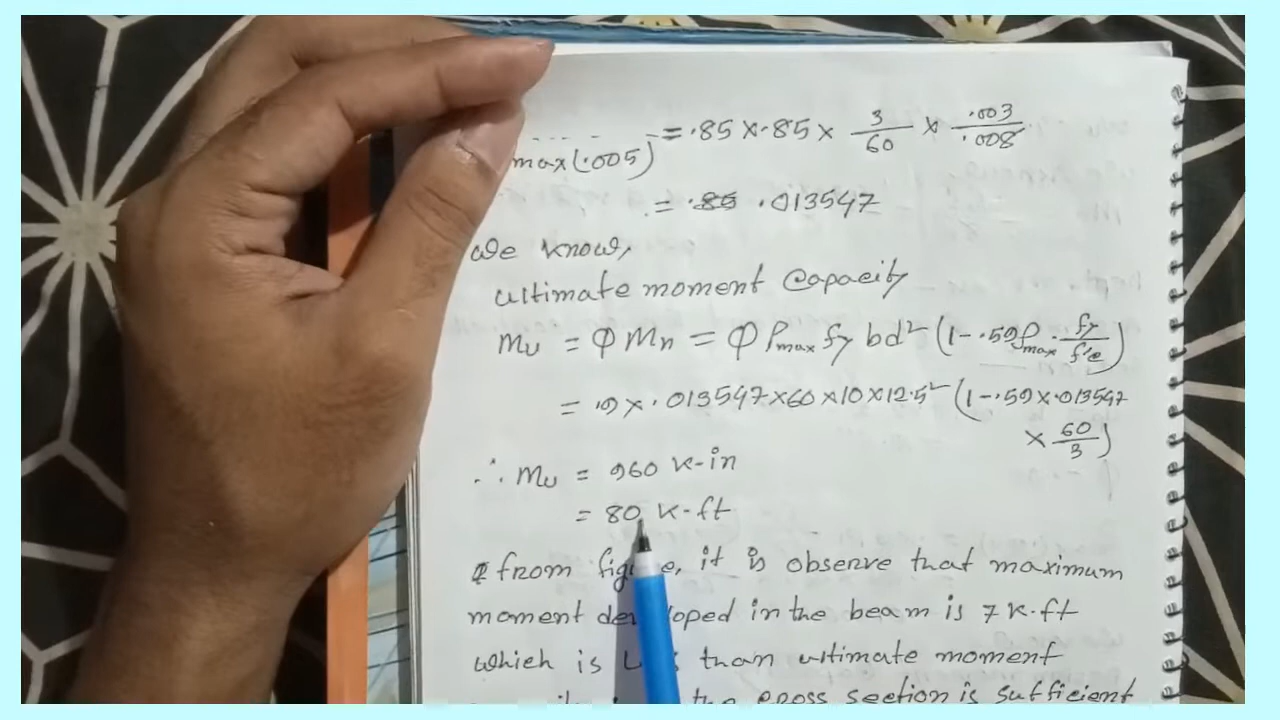 max(.005) = .85 x .85 x 3/60 x .003/.008
= .013547
We know,
ultimate moment Capacity
Mu = φ Mn = φ ρmax fy bd² (1 - .59 ρmax · fy/f'c)
= .9 x .013547 x 60 x 10 x 12.5² (1 - .59 x .013547
x 60/3)
∴ Mu = 960 k-in
= 80 k-ft
from figure, it is observe that maximum
moment developed in the beam is 7 k.ft
which is than ultimate moment
the cross section is sufficient